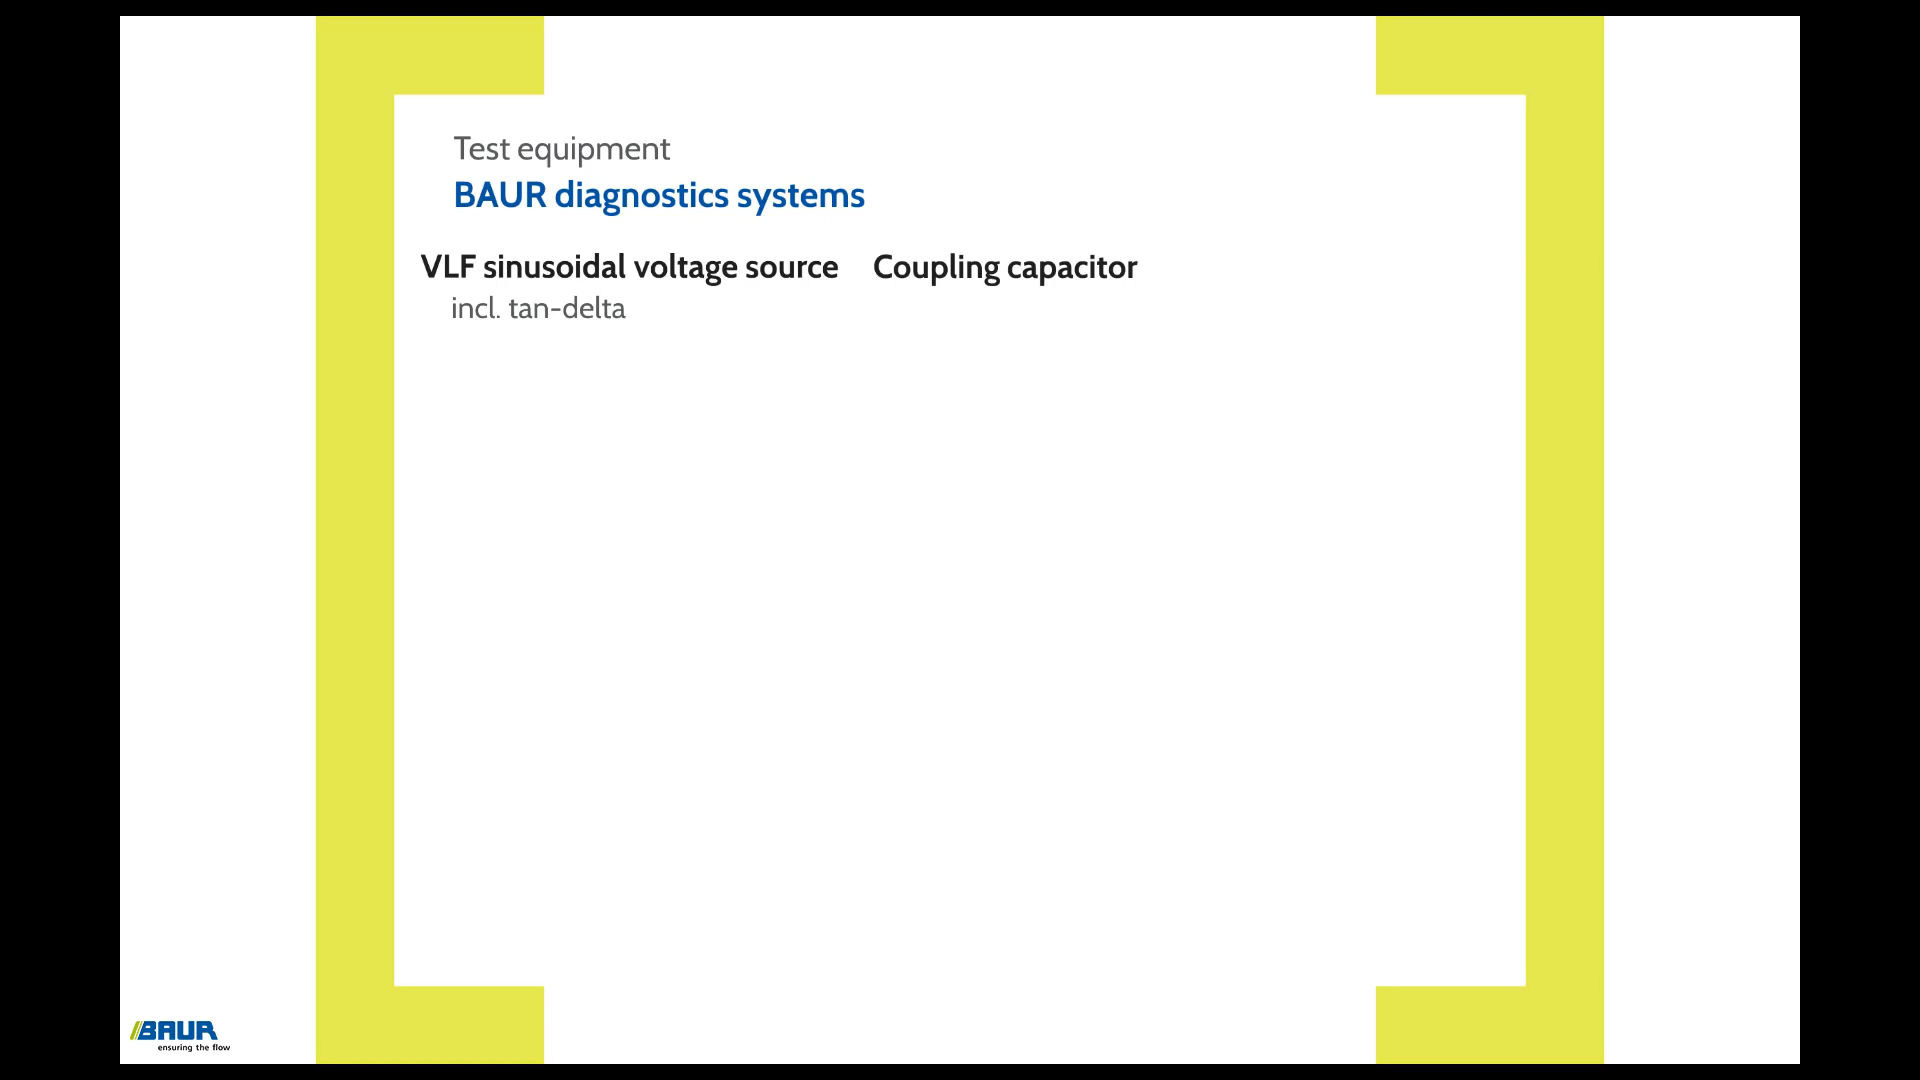 Test equipment
BAUR diagnostics systems
VLF sinusoidal voltage source Coupling capacitor
incl. tan-delta
BAUR
ensuring the flow